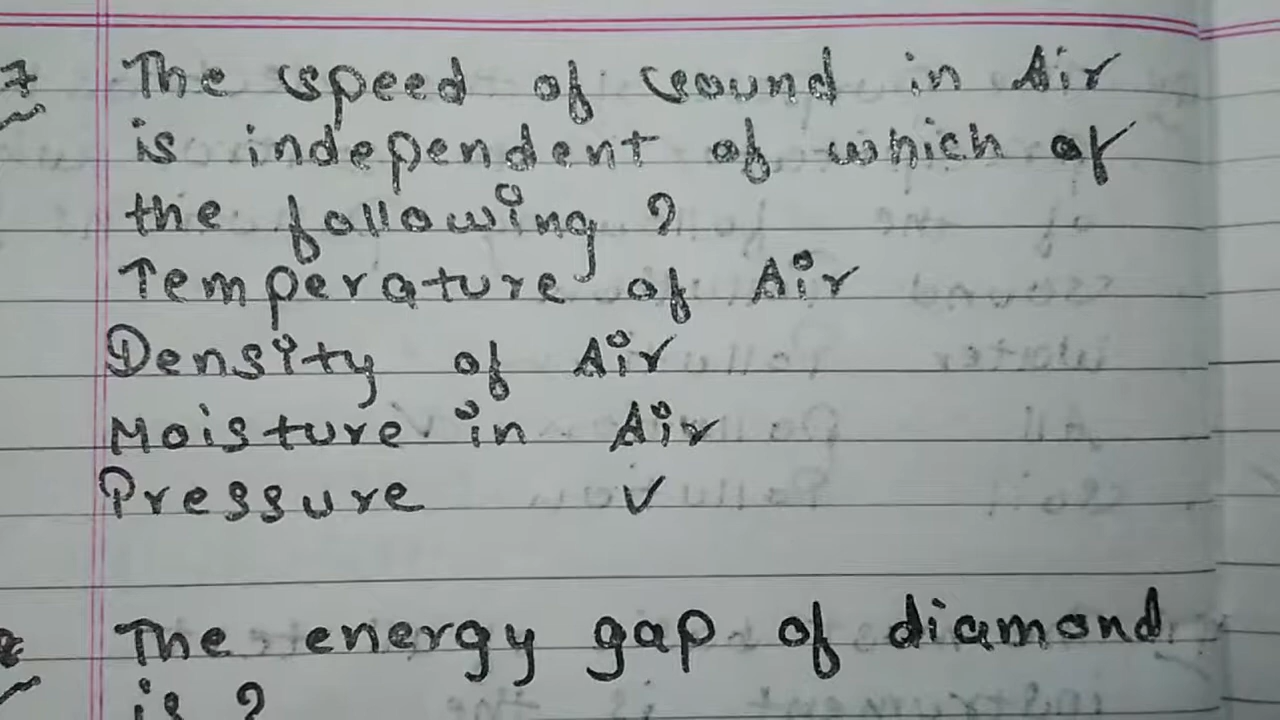 7 The speed of sound in Air
is independent of which of
the following ?
Temperature of Air
Density of Air
Moisture in Air
Pressure ✓
The energy gap of diamond
is ?